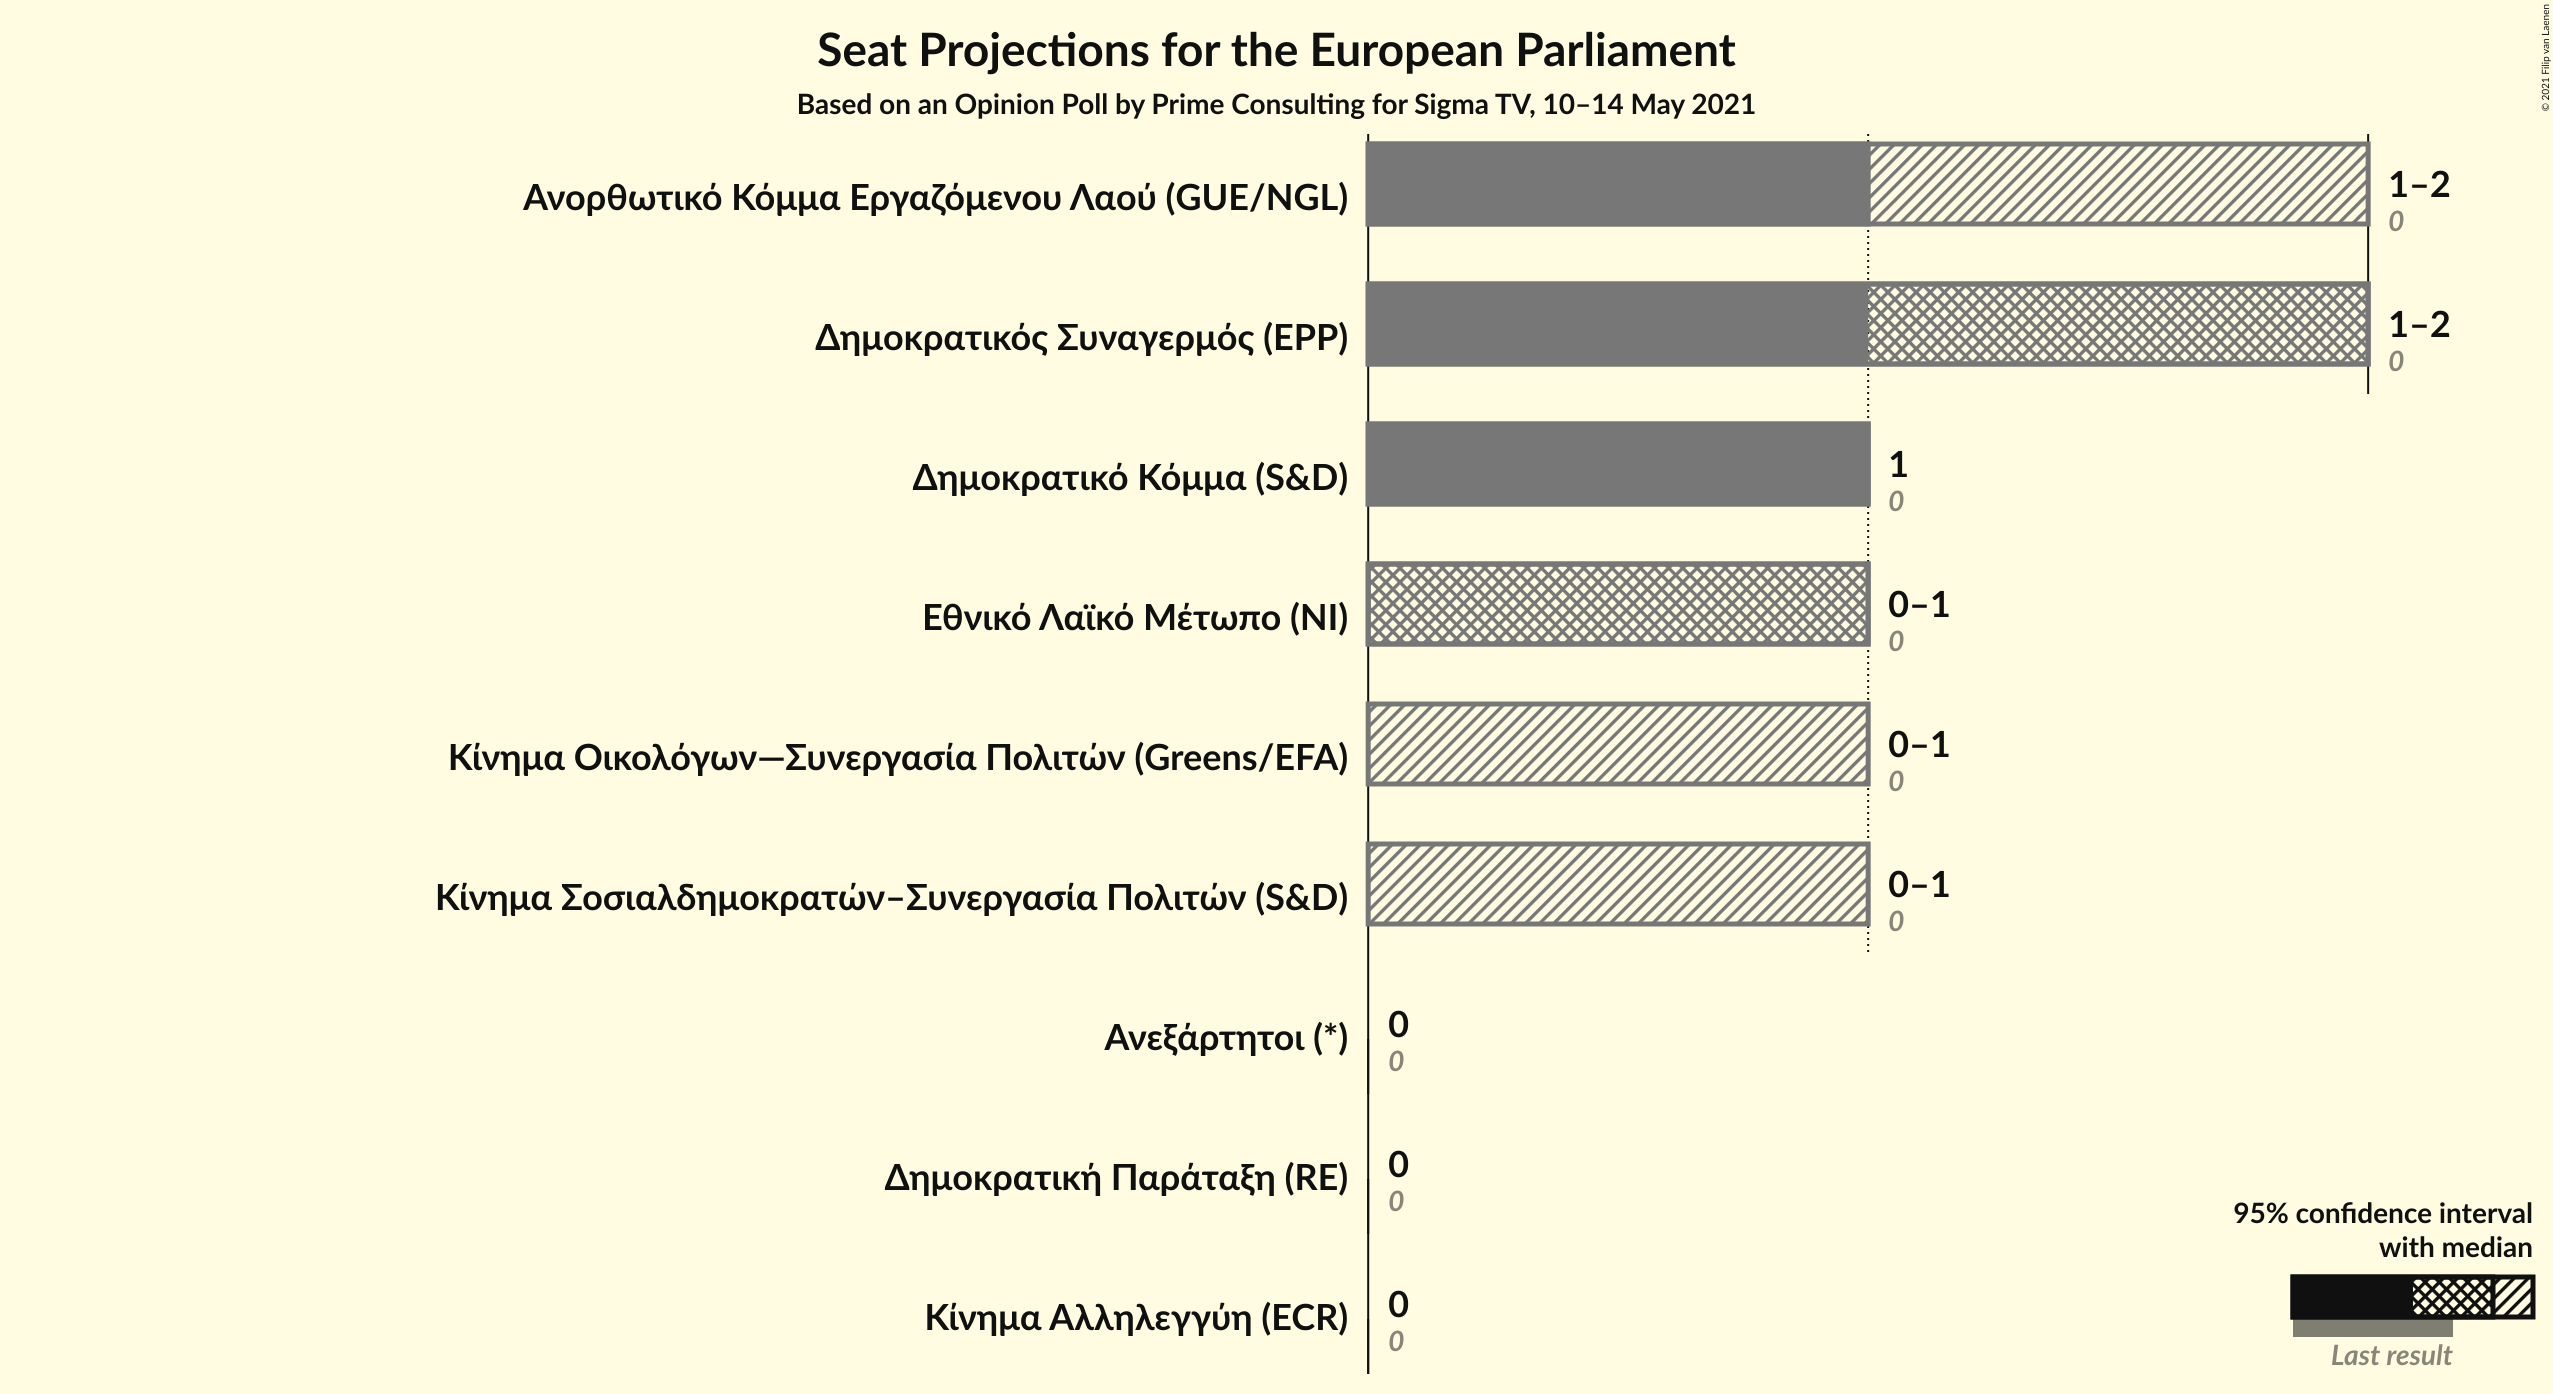 Seat Projections for the European Parliament
Based on an Opinion Poll by Prime Consulting for Sigma TV, 10–14 May 2021
© 2021 Filip van Laenen
Ανορθωτικό Κόμμα Εργαζόμενου Λαού (GUE/NGL)
1–2
0
Δημοκρατικός Συναγερμός (EPP)
1–2
0
Δημοκρατικό Κόμμα (S&D)
1
0
Εθνικό Λαϊκό Μέτωπο (NI)
0–1
0
Κίνημα Οικολόγων—Συνεργασία Πολιτών (Greens/EFA)
0–1
0
Κίνημα Σοσιαλδημοκρατών–Συνεργασία Πολιτών (S&D)
0–1
0
Ανεξάρτητοι (*)
0
0
Δημοκρατική Παράταξη (RE)
0
0
Κίνημα Αλληλεγγύη (ECR)
0
0
95% confidence interval
with median
Last result